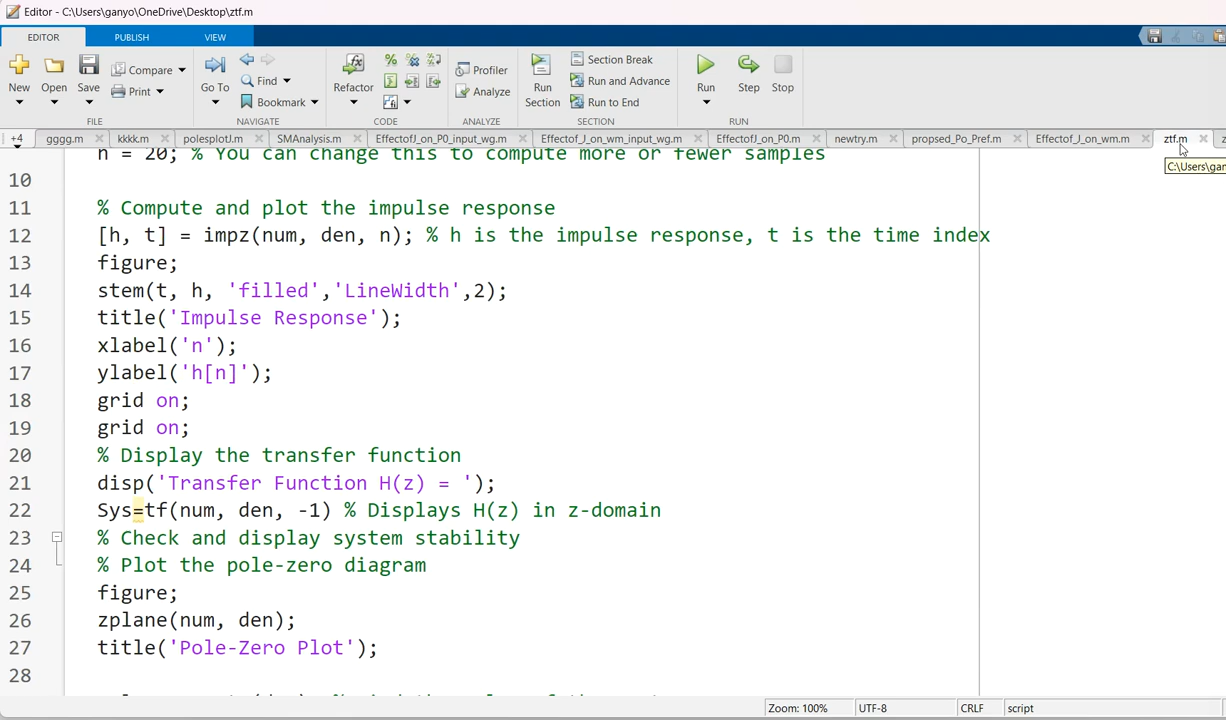 Editor - C:\Users\ganyo\OneDrive\Desktop\ztf.m
EDITOR PUBLISH VIEW
New Open Save Compare Print
Go To Find Bookmark
Refactor
Profiler Analyze
Run Section Section Break Run and Advance Run to End
Run Step Stop
FILE NAVIGATE CODE ANALYZE SECTION RUN
+4 gggg.m kkkk.m polesplotJ.m SMAnalysis.m EffectofJ_on_P0_input_wg.m Effectof_J_on_wm_input_wg.m EffectofJ_on_P0.m newtry.m propsed_Po_Pref.m Effectof_J_on_wm.m ztf.m
C:\Users\gan
n = 20; % You can change this to compute more or fewer samples
10
11 % Compute and plot the impulse response
12 [h, t] = impz(num, den, n); % h is the impulse response, t is the time index
13 figure;
14 stem(t, h, 'filled','LineWidth',2);
15 title('Impulse Response');
16 xlabel('n');
17 ylabel('h[n]');
18 grid on;
19 grid on;
20 % Display the transfer function
21 disp('Transfer Function H(z) = ');
22 Sys=tf(num, den, -1) % Displays H(z) in z-domain
23 % Check and display system stability
24 % Plot the pole-zero diagram
25 figure;
26 zplane(num, den);
27 title('Pole-Zero Plot');
28
Zoom: 100% UTF-8 CRLF script